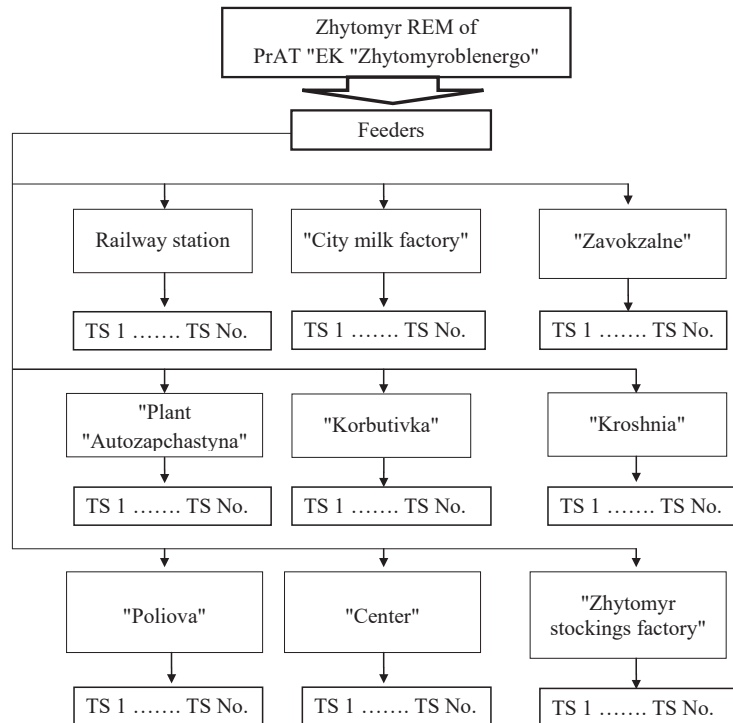 Zhytomyr REM of
PrAT "EK "Zhytomyroblenergo"
Feeders
Railway station
"City milk factory"
"Zavokzalne"
TS 1 ……. TS No.
TS 1 ……. TS No.
TS 1 ……. TS No.
"Plant
"Autozapchastyna"
"Korbutivka"
"Kroshnia"
TS 1 ……. TS No.
TS 1 ……. TS No.
TS 1 ……. TS No.
"Poliova"
"Center"
"Zhytomyr
stockings factory"
TS 1 ……. TS No.
TS 1 ……. TS No.
TS 1 ……. TS No.